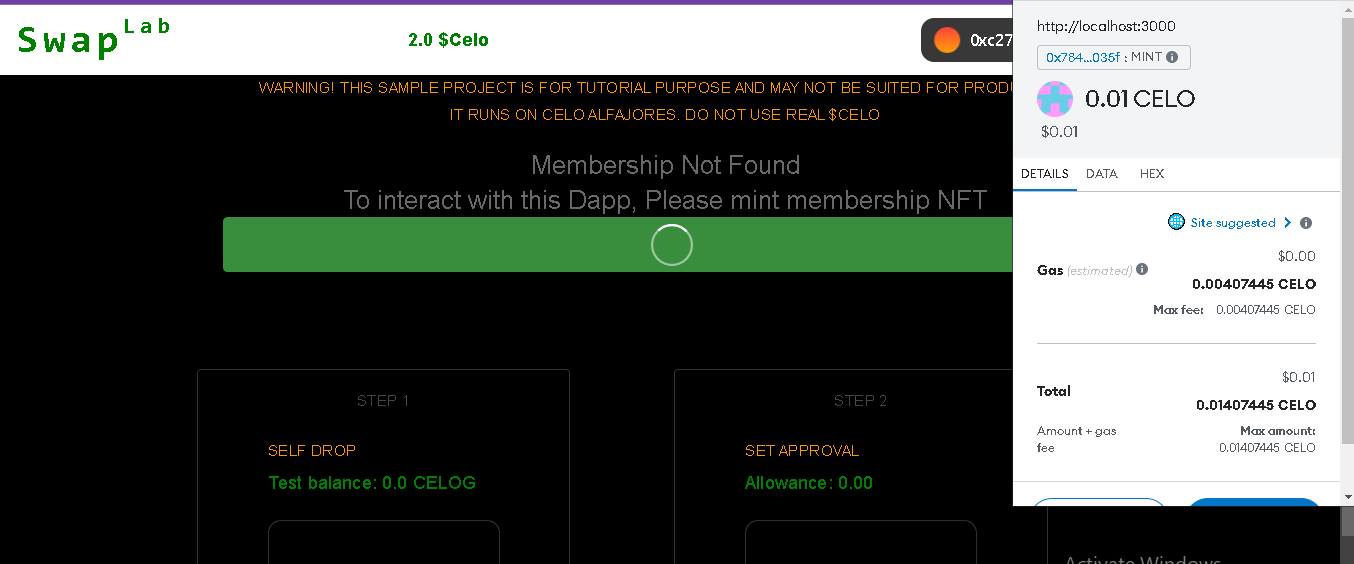 Swap Lab
2.0 $Celo
0xc27
WARNING! THIS SAMPLE PROJECT IS FOR TUTORIAL PURPOSE AND MAY NOT BE SUITED FOR PRODU
IT RUNS ON CELO ALFAJORES. DO NOT USE REAL $CELO
Membership Not Found
To interact with this Dapp, Please mint membership NFT
STEP 1
SELF DROP
Test balance: 0.0 CELOG
STEP 2
SET APPROVAL
Allowance: 0.00
http://localhost:3000
0x784...035f : MINT
0.01 CELO
$0.01
DETAILS DATA HEX
Site suggested
$0.00
Gas (estimated)
0.00407445 CELO
Max fee: 0.00407445 CELO
$0.01
Total
0.01407445 CELO
Amount + gas fee
Max amount:
0.01407445 CELO
Activate Windows